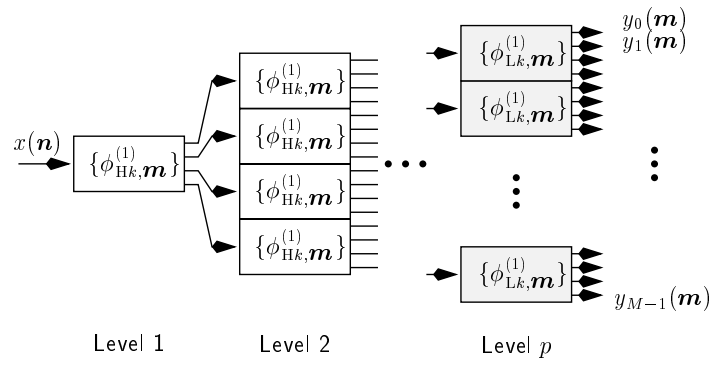 x(n)
{ϕ_{Hk,m}^{(1)}}
{ϕ_{Hk,m}^{(1)}}
{ϕ_{Hk,m}^{(1)}}
{ϕ_{Hk,m}^{(1)}}
{ϕ_{Hk,m}^{(1)}}
{ϕ_{Lk,m}^{(1)}}
{ϕ_{Lk,m}^{(1)}}
{ϕ_{Lk,m}^{(1)}}
y_0(m)
y_1(m)
y_{M−1}(m)
Level 1
Level 2
Level p